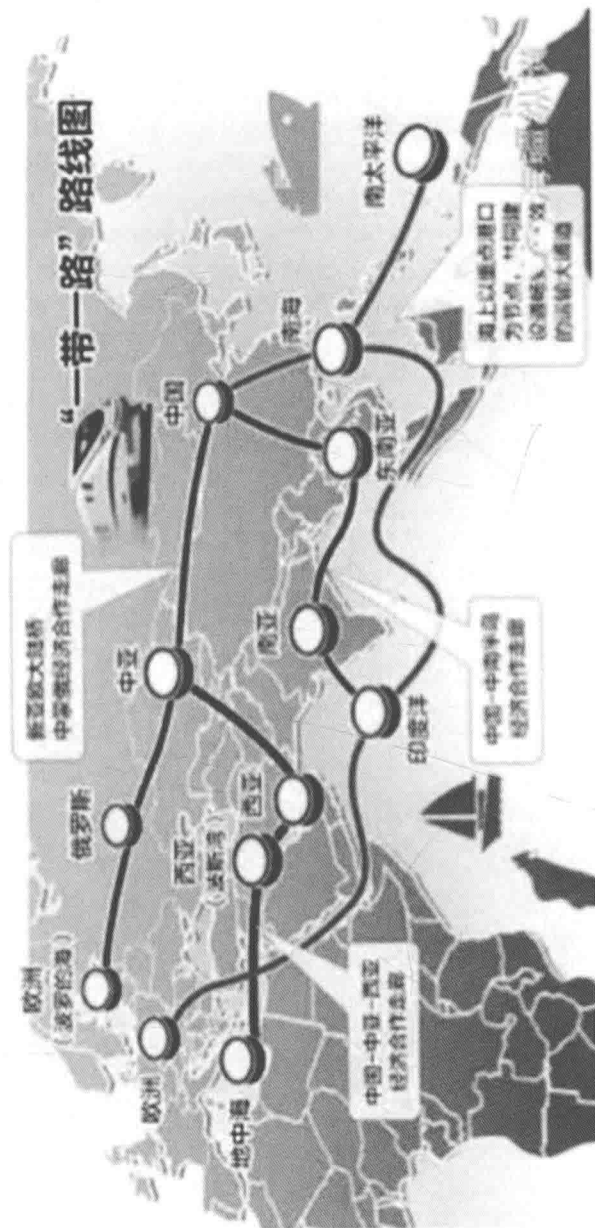 “一带一路”路线图
新亚欧大陆桥
中蒙俄经济合作走廊
欧洲
（波罗的海）
俄罗斯
中亚
中国
欧洲
西亚
（波斯湾）
西亚
南亚
东南亚
南海
南太平洋
地中海
印度洋
中国-中亚-西亚
经济合作走廊
中国-中南半岛
经济合作走廊
海上以重点港口
为节点，共同建
设通畅
的运输大通道